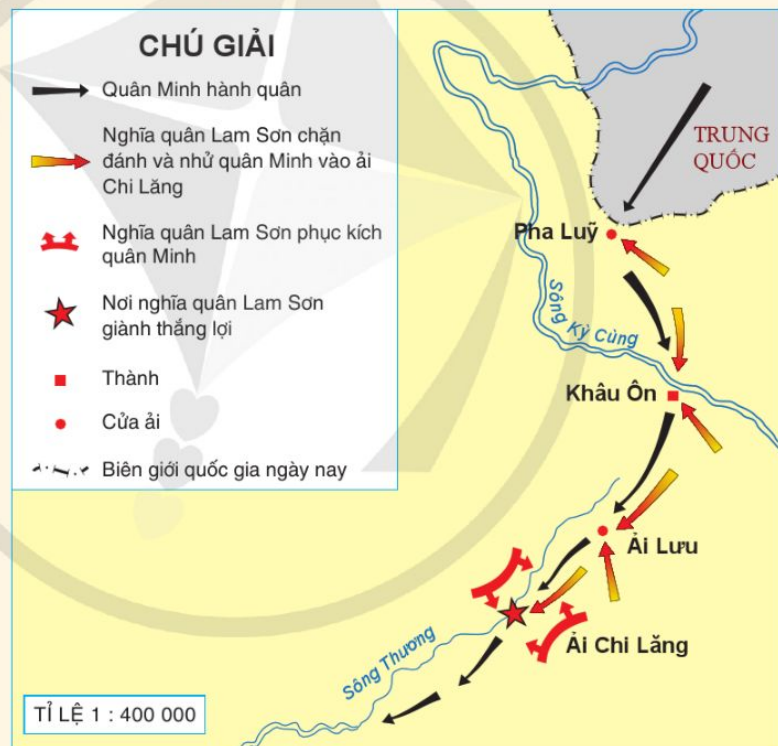 CHÚ GIẢI
Quân Minh hành quân
Nghĩa quân Lam Sơn chặn
đánh và nhử quân Minh vào ải
Chi Lăng
Nghĩa quân Lam Sơn phục kích
quân Minh
Nơi nghĩa quân Lam Sơn
giành thắng lợi
Thành
Cửa ải
Biên giới quốc gia ngày nay
TRUNG
QUỐC
Pha Luỹ
Sông Kỳ Cùng
Khâu Ôn
Ải Lưu
Ải Chi Lăng
Sông Thương
TỈ LỆ 1 : 400 000